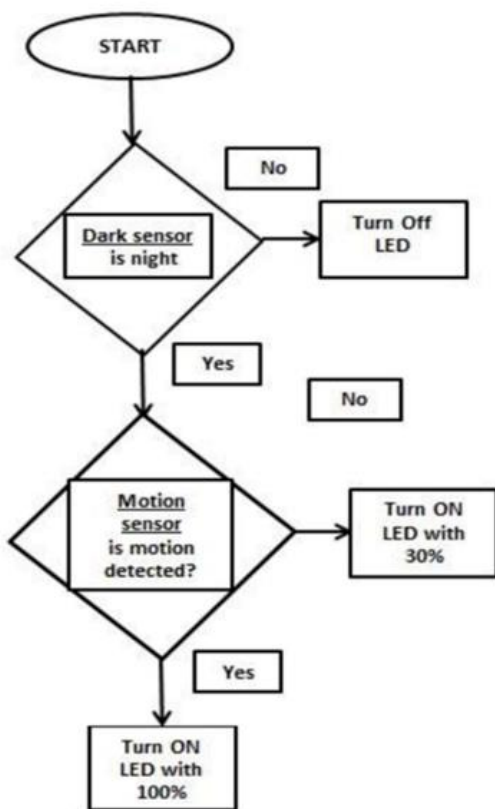 START
No
Dark sensor
is night
Turn Off
LED
Yes
No
Motion
sensor
is motion
detected?
Turn ON
LED with
30%
Yes
Turn ON
LED with
100%